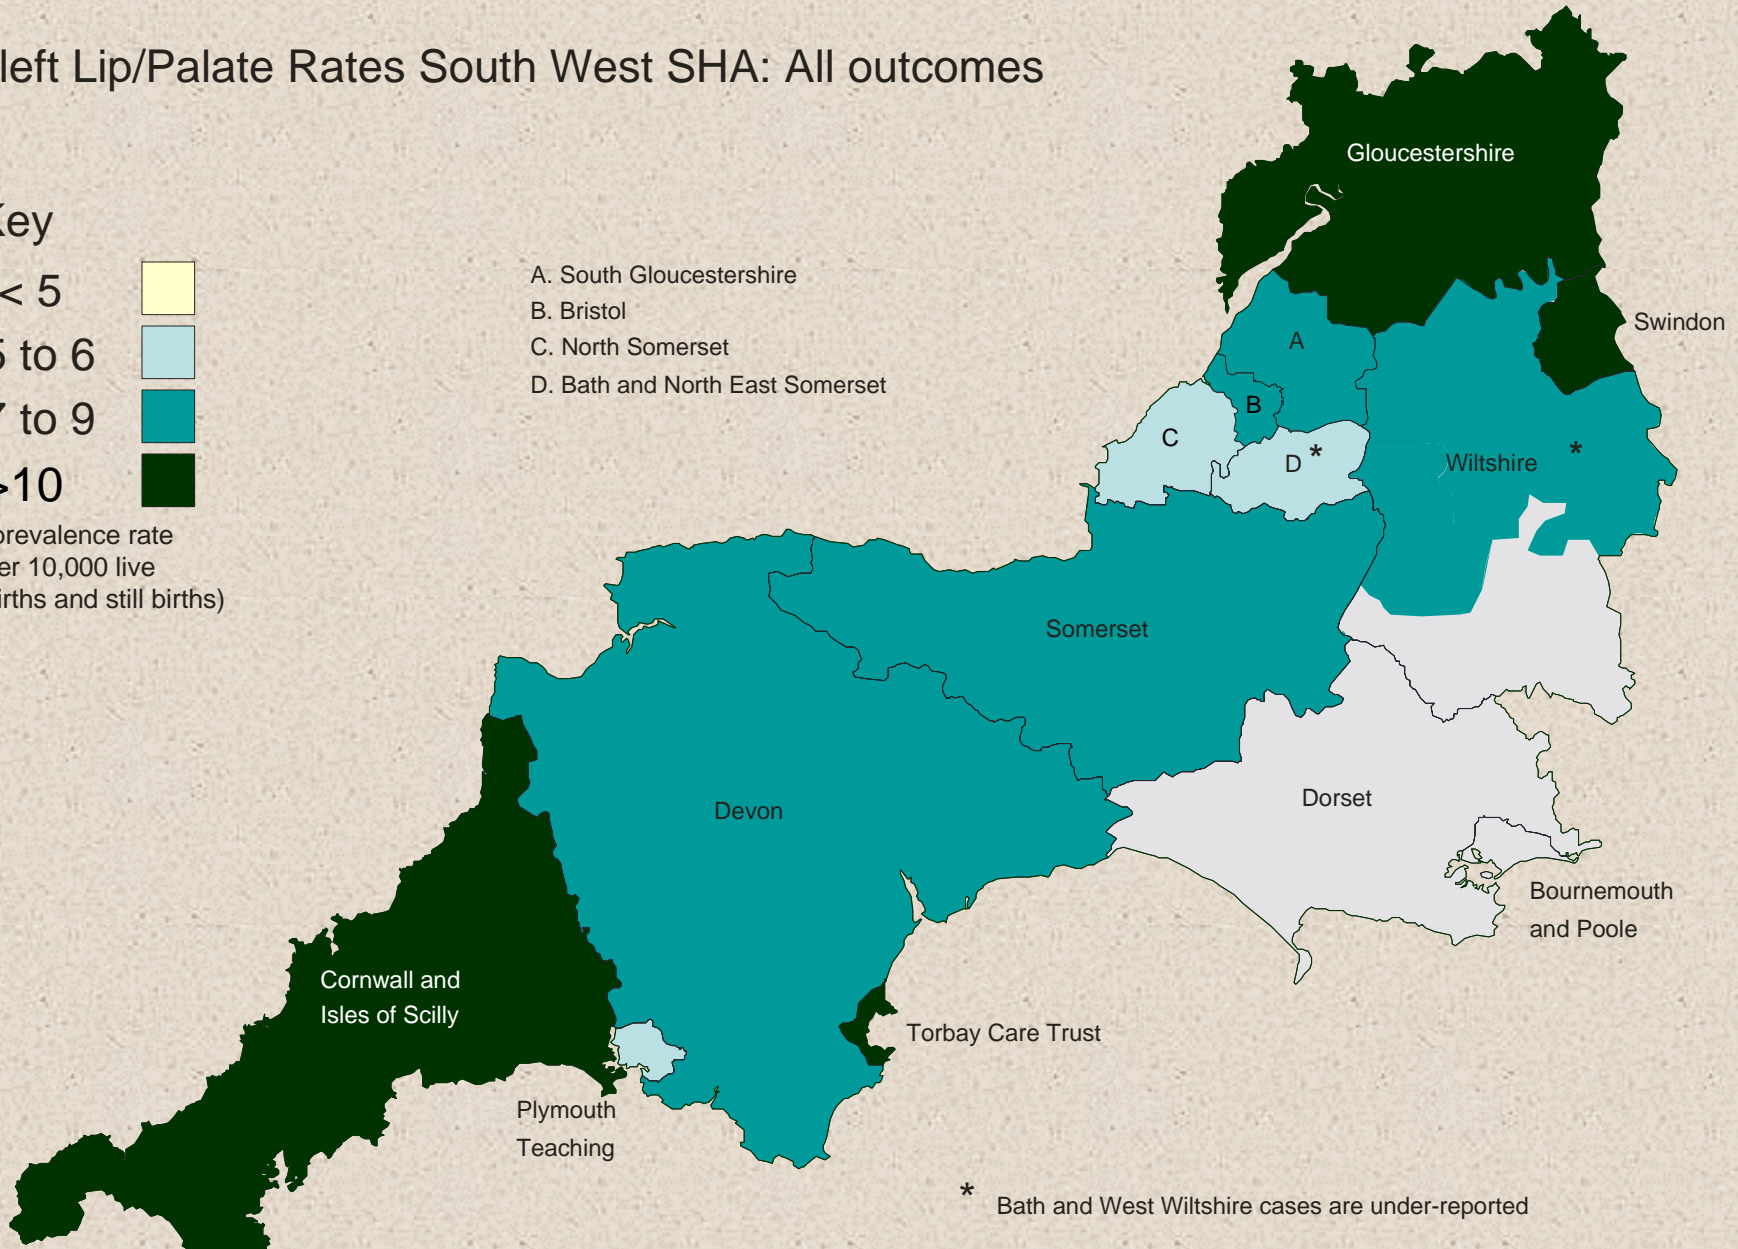 left Lip/Palate Rates South West SHA: All outcomes
Key
< 5
5 to 6
7 to 9
>10
prevalence rate
er 10,000 live
irths and still births)
A. South Gloucestershire
B. Bristol
C. North Somerset
D. Bath and North East Somerset
Gloucestershire
Swindon
A
B
C
D *
Wiltshire *
Somerset
Devon
Dorset
Bournemouth
and Poole
Cornwall and
Isles of Scilly
Torbay Care Trust
Plymouth
Teaching
* Bath and West Wiltshire cases are under-reported